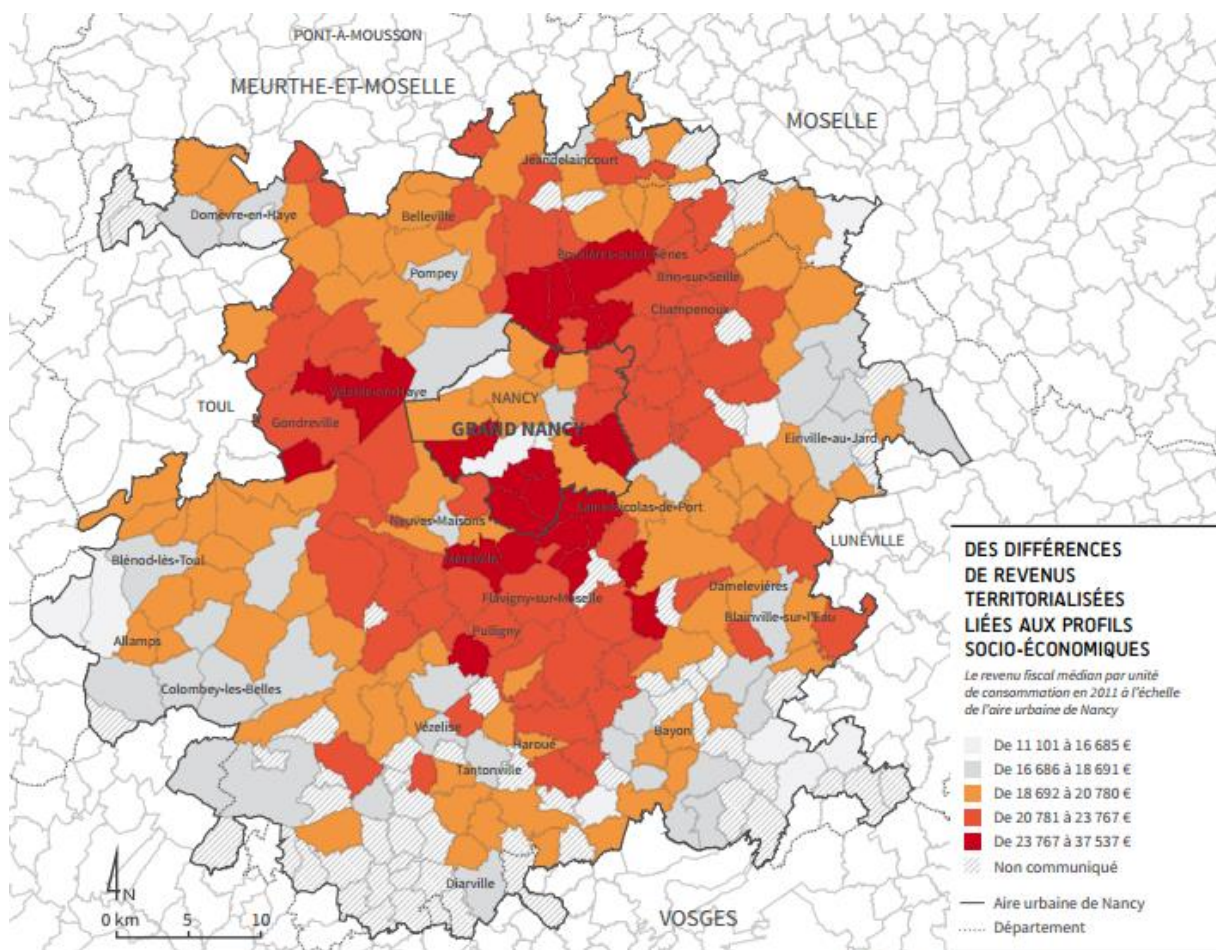 PONT-À-MOUSSON
MEURTHE-ET-MOSELLE
MOSELLE
Jeandelaincourt
Domèvre-en-Haye
Belleville
Bouxières-aux-Chênes
Pompey
Brin-sur-Seille
Champenoux
Velaine-en-Haye
TOUL
NANCY
Gondreville
GRAND NANCY
Einville-au-Jard
Saint-Nicolas-de-Port
Neuves-Maisons
LUNÉVILLE
Blénod-lès-Toul
Méréville
Damelevières
Flavigny-sur-Moselle
Blainville-sur-l'Eau
Pulligny
Allamps
Colombey-les-Belles
Vézelise
Bayon
Haroué
Tantonville
Diarville
VOSGES
N
0 km 5 10
DES DIFFÉRENCES
DE REVENUS
TERRITORIALISÉES
LIÉES AUX PROFILS
SOCIO-ÉCONOMIQUES
Le revenu fiscal médian par unité
de consommation en 2011 à l'échelle
de l'aire urbaine de Nancy
De 11 101 à 16 685 €
De 16 686 à 18 691 €
De 18 692 à 20 780 €
De 20 781 à 23 767 €
De 23 767 à 37 537 €
Non communiqué
Aire urbaine de Nancy
Département